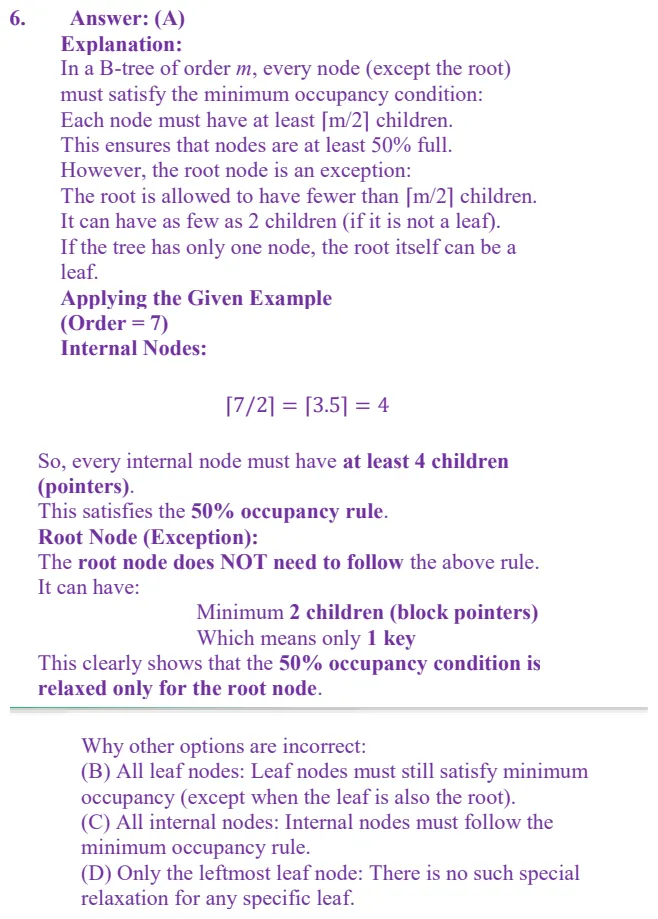 6. Answer: (A)
Explanation:
In a B-tree of order m, every node (except the root)
must satisfy the minimum occupancy condition:
Each node must have at least ⌈m/2⌉ children.
This ensures that nodes are at least 50% full.
However, the root node is an exception:
The root is allowed to have fewer than ⌈m/2⌉ children.
It can have as few as 2 children (if it is not a leaf).
If the tree has only one node, the root itself can be a
leaf.
Applying the Given Example
(Order = 7)
Internal Nodes:
⌈7/2⌉ = ⌈3.5⌉ = 4
So, every internal node must have at least 4 children
(pointers).
This satisfies the 50% occupancy rule.
Root Node (Exception):
The root node does NOT need to follow the above rule.
It can have:
Minimum 2 children (block pointers)
Which means only 1 key
This clearly shows that the 50% occupancy condition is
relaxed only for the root node.
Why other options are incorrect:
(B) All leaf nodes: Leaf nodes must still satisfy minimum
occupancy (except when the leaf is also the root).
(C) All internal nodes: Internal nodes must follow the
minimum occupancy rule.
(D) Only the leftmost leaf node: There is no such special
relaxation for any specific leaf.